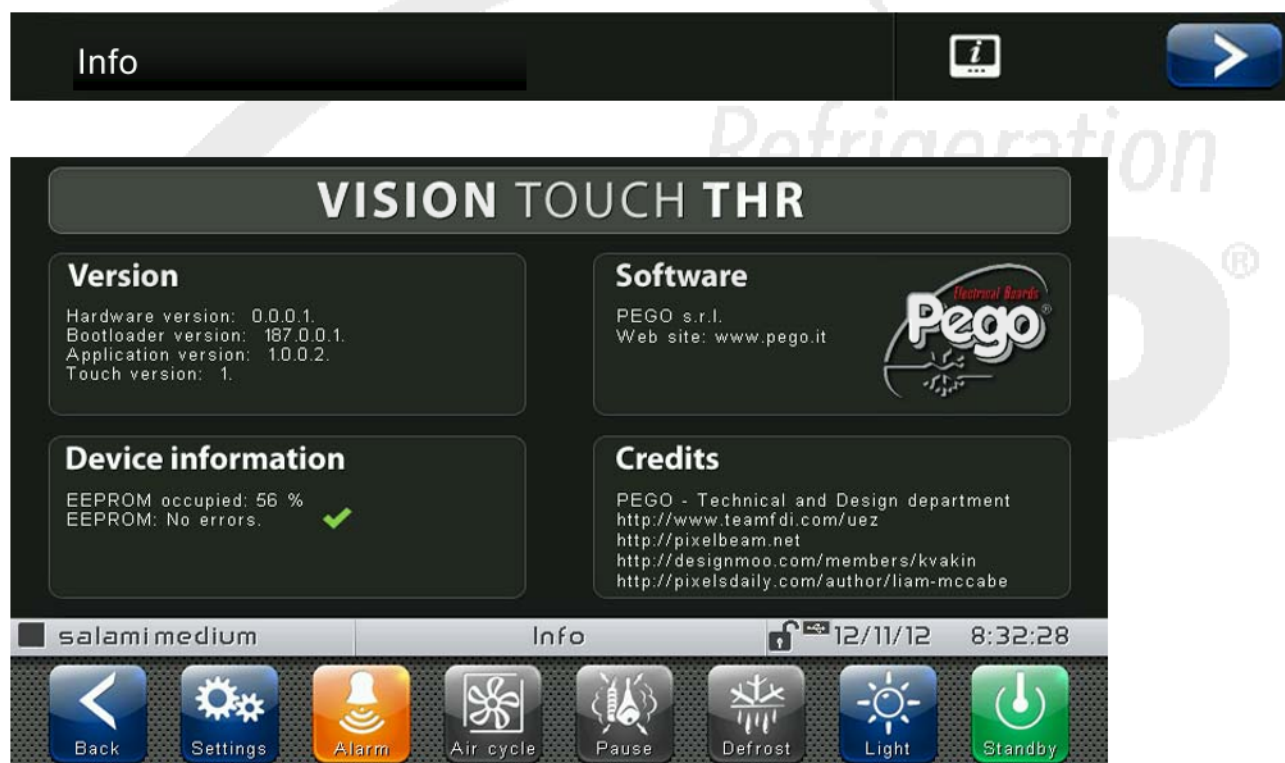 Info
Refrigeration
VISION TOUCH THR
Version
Hardware version: 0.0.0.1.
Bootloader version: 187.0.0.1.
Application version: 1.0.0.2.
Touch version: 1.
Software
PEGO s.r.l.
Web site: www.pego.it
Electrical Boards
Pego®
®
Device information
EEPROM occupied: 56 %
EEPROM: No errors.
Credits
PEGO - Technical and Design department
http://www.teamfdi.com/uez
http://pixelbeam.net
http://designmoo.com/members/kvakin
http://pixelsdaily.com/author/liam-mccabe
salami medium Info 12/11/12 8:32:28
Back Settings Alarm Air cycle Pause Defrost Light Standby